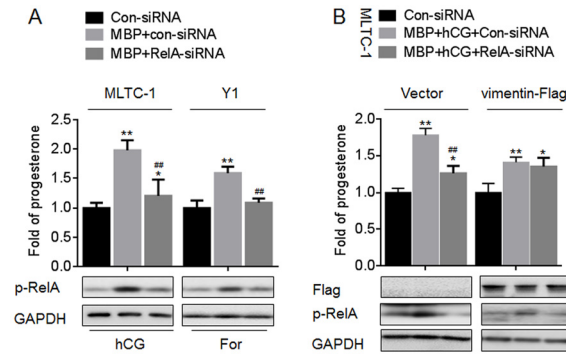 A
Con-siRNA
MBP+con-siRNA
MBP+RelA-siRNA
MLTC-1
Y1
Fold of progesterone
2.5
2.0
1.5
1.0
0.5
0.0
**
##
*
**
##
p-RelA
GAPDH
hCG
For
B
MLTC-1
Con-siRNA
MBP+hCG+Con-siRNA
MBP+hCG+RelA-siRNA
Vector
vimentin-Flag
Fold of progesterone
2.0
1.5
1.0
0.5
0.0
**
##
*
**
*
Flag
p-RelA
GAPDH